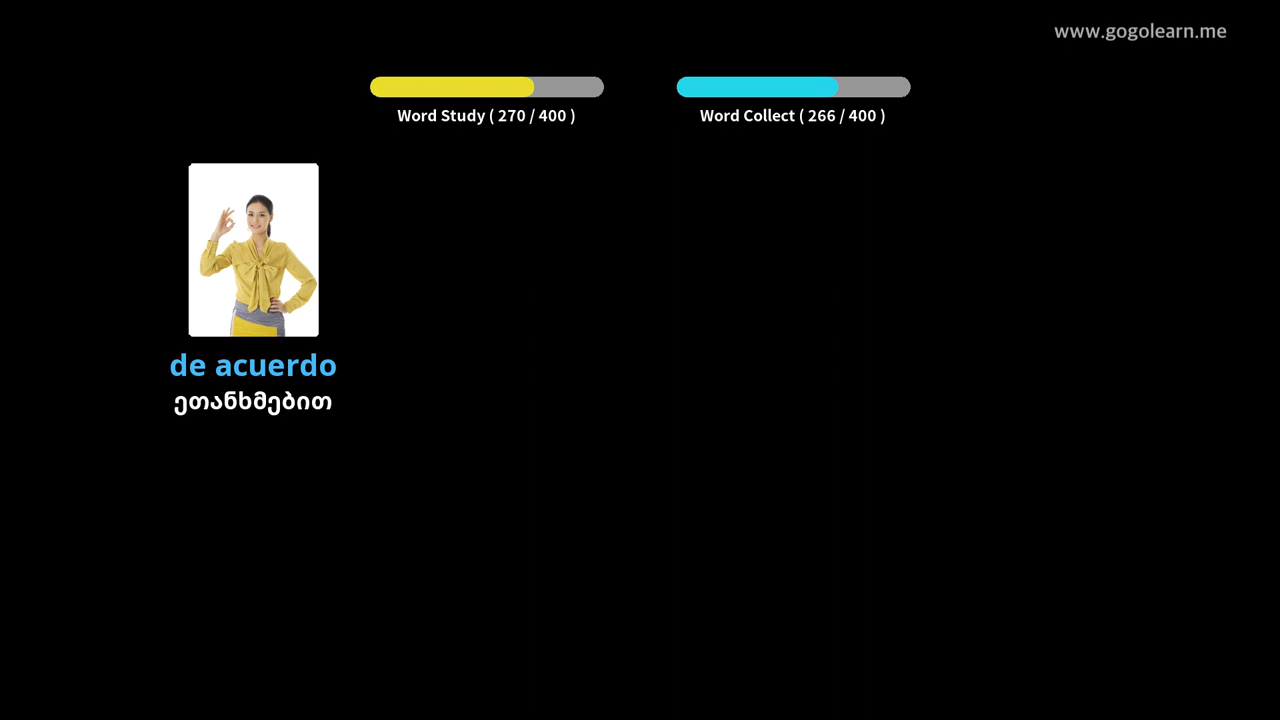 www.gogolearn.me
Word Study ( 270 / 400 )
Word Collect ( 266 / 400 )
de acuerdo
ეთანხმებით